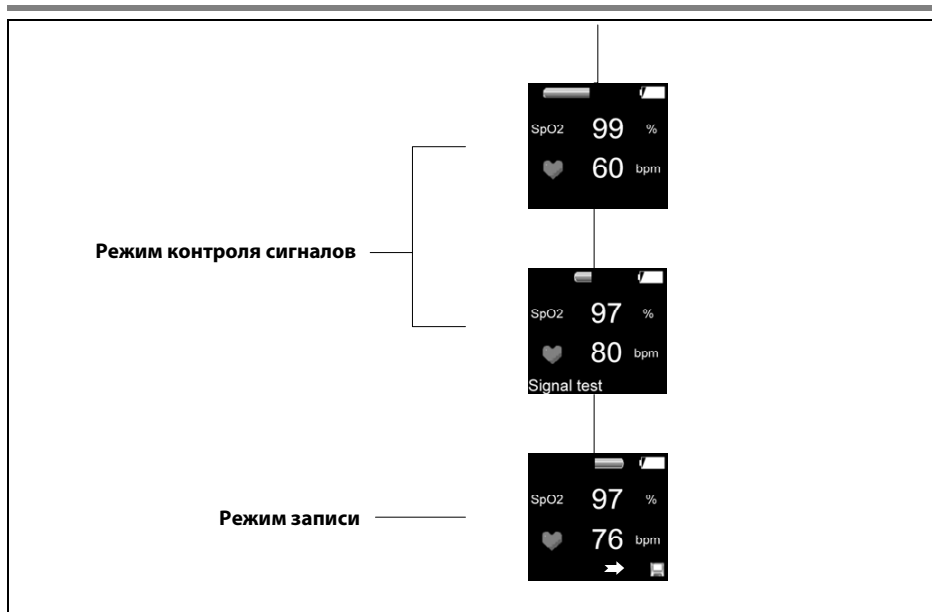 SpO2 99 %
60 bpm
Режим контроля сигналов
SpO2 97 %
80 bpm
Signal test
SpO2 97 %
Режим записи
76 bpm